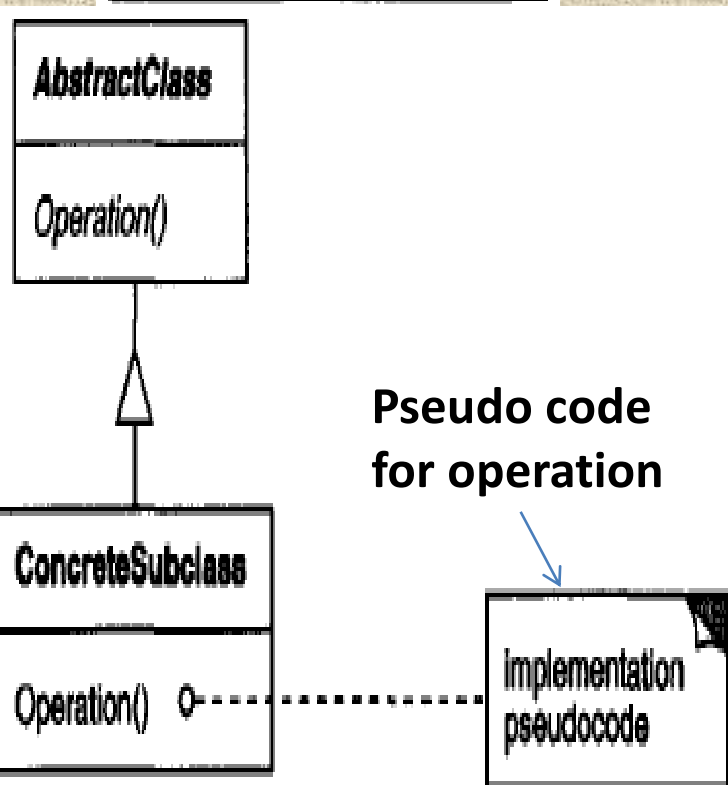 AbstractClass
Operation()
Pseudo code
for operation
ConcreteSubclass
Operation()
implementation
pseudocode